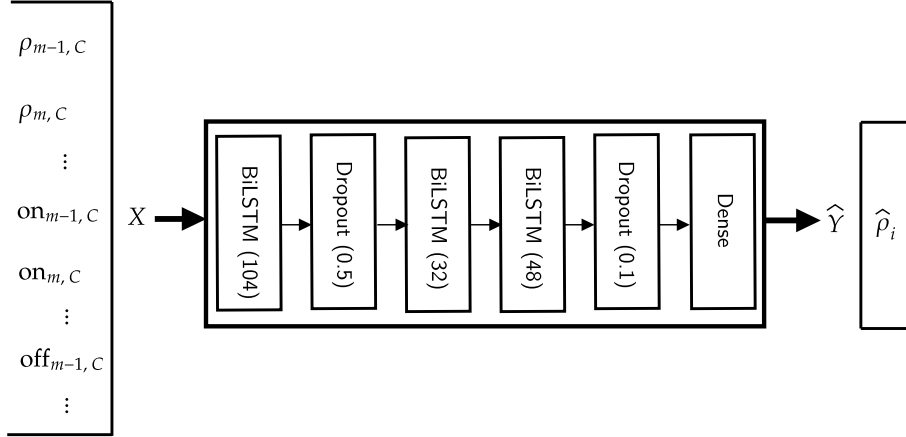 ρₘ₋₁, C
ρₘ, C
⋮
onₘ₋₁, C
onₘ, C
⋮
offₘ₋₁, C
⋮
X
BiLSTM (104)
Dropout (0.5)
BiLSTM (32)
BiLSTM (48)
Dropout (0.1)
Dense
Ŷ
ρ̂ᵢ